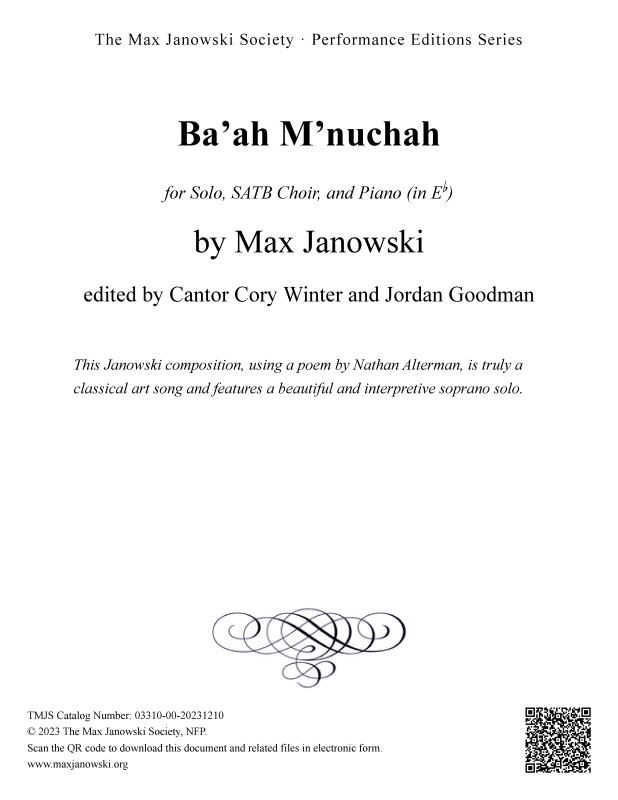 The Max Janowski Society · Performance Editions Series
Ba’ah M’nuchah
for Solo, SATB Choir, and Piano (in E♭)
by Max Janowski
edited by Cantor Cory Winter and Jordan Goodman
This Janowski composition, using a poem by Nathan Alterman, is truly a
classical art song and features a beautiful and interpretive soprano solo.
TMJS Catalog Number: 03310-00-20231210
© 2023 The Max Janowski Society, NFP.
Scan the QR code to download this document and related files in electronic form.
www.maxjanowski.org